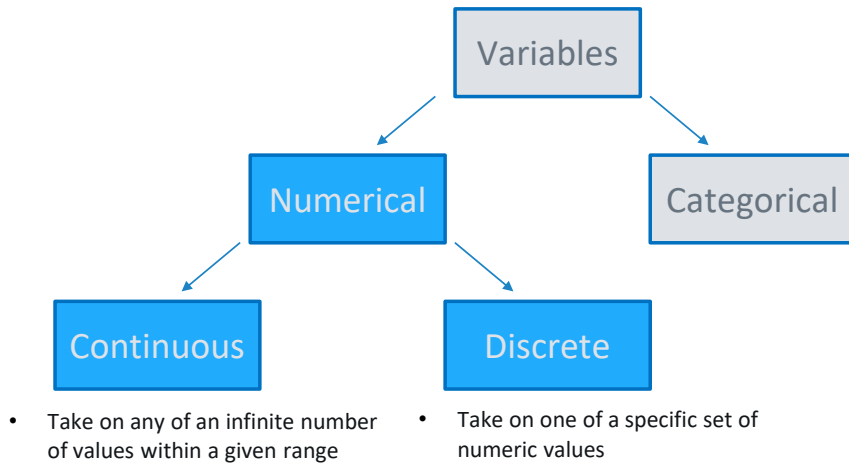 Variables
Numerical
Categorical
Continuous
Discrete
• Take on any of an infinite number
of values within a given range
• Take on one of a specific set of
numeric values